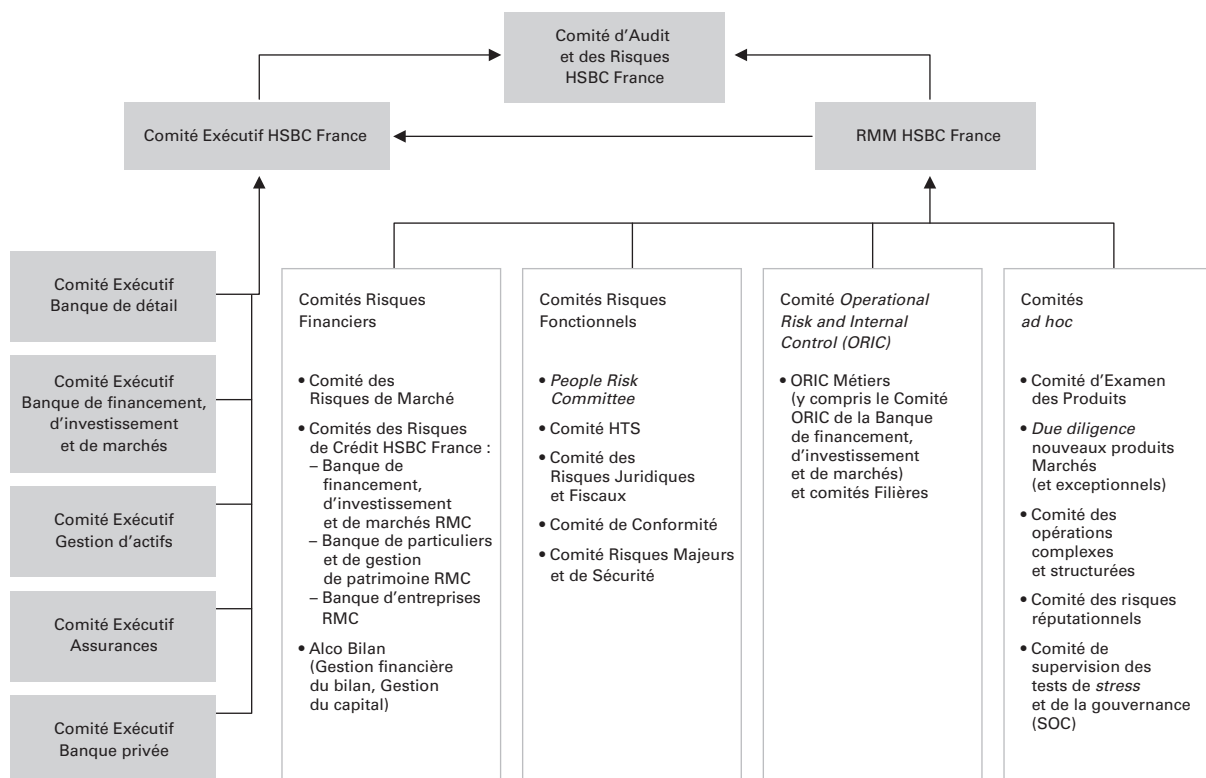 Comité d'Audit
et des Risques
HSBC France
Comité Exécutif HSBC France
RMM HSBC France
Comité Exécutif
Banque de détail
Comité Exécutif
Banque de financement,
d'investissement
et de marchés
Comité Exécutif
Gestion d'actifs
Comité Exécutif
Assurances
Comité Exécutif
Banque privée
Comités Risques
Financiers
• Comité des
Risques de Marché
• Comités des Risques
de Crédit HSBC France :
– Banque de
financement,
d'investissement
et de marchés RMC
– Banque de particuliers
et de gestion
de patrimoine RMC
– Banque d'entreprises
RMC
• Alco Bilan
(Gestion financière
du bilan, Gestion
du capital)
Comités Risques
Fonctionnels
• People Risk
Committee
• Comité HTS
• Comité des
Risques Juridiques
et Fiscaux
• Comité de Conformité
• Comité Risques Majeurs
et de Sécurité
Comité Operational
Risk and Internal
Control (ORIC)
• ORIC Métiers
(y compris le Comité
ORIC de la Banque
de financement,
d'investissement
et de marchés)
et comités Filières
Comités
ad hoc
• Comité d'Examen
des Produits
• Due diligence
nouveaux produits
Marchés
(et exceptionnels)
• Comité des
opérations
complexes
et structurées
• Comité des risques
réputationnels
• Comité de
supervision des
tests de stress
et de la gouvernance
(SOC)